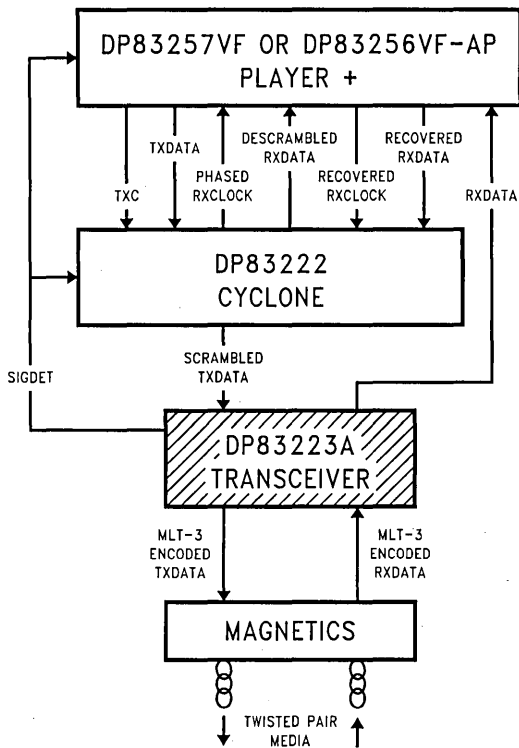 DP83257VF OR DP83256VF-AP
PLAYER +
TXC
TXDATA
PHASED
RXCLOCK
DESCRAMBLED
RXDATA
RECOVERED
RXCLOCK
RECOVERED
RXDATA
RXDATA
DP83222
CYCLONE
SCRAMBLED
TXDATA
SIGDET
DP83223A
TRANSCEIVER
MLT-3
ENCODED
TXDATA
MLT-3
ENCODED
RXDATA
MAGNETICS
TWISTED PAIR
MEDIA